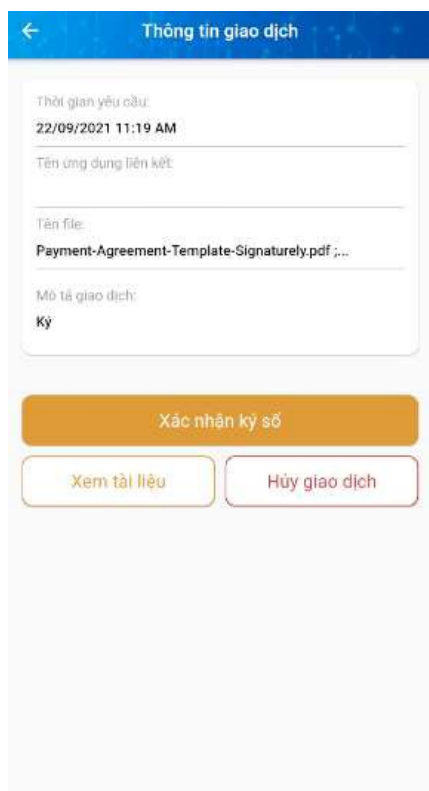 Thông tin giao dịch
Thời gian yêu cầu:
22/09/2021 11:19 AM
Tên ứng dụng liên kết:
Tên file:
Payment-Agreement-Template-Signaturely.pdf ;...
Mô tả giao dịch:
Ký
Xác nhận ký số
Xem tài liệu
Hủy giao dịch